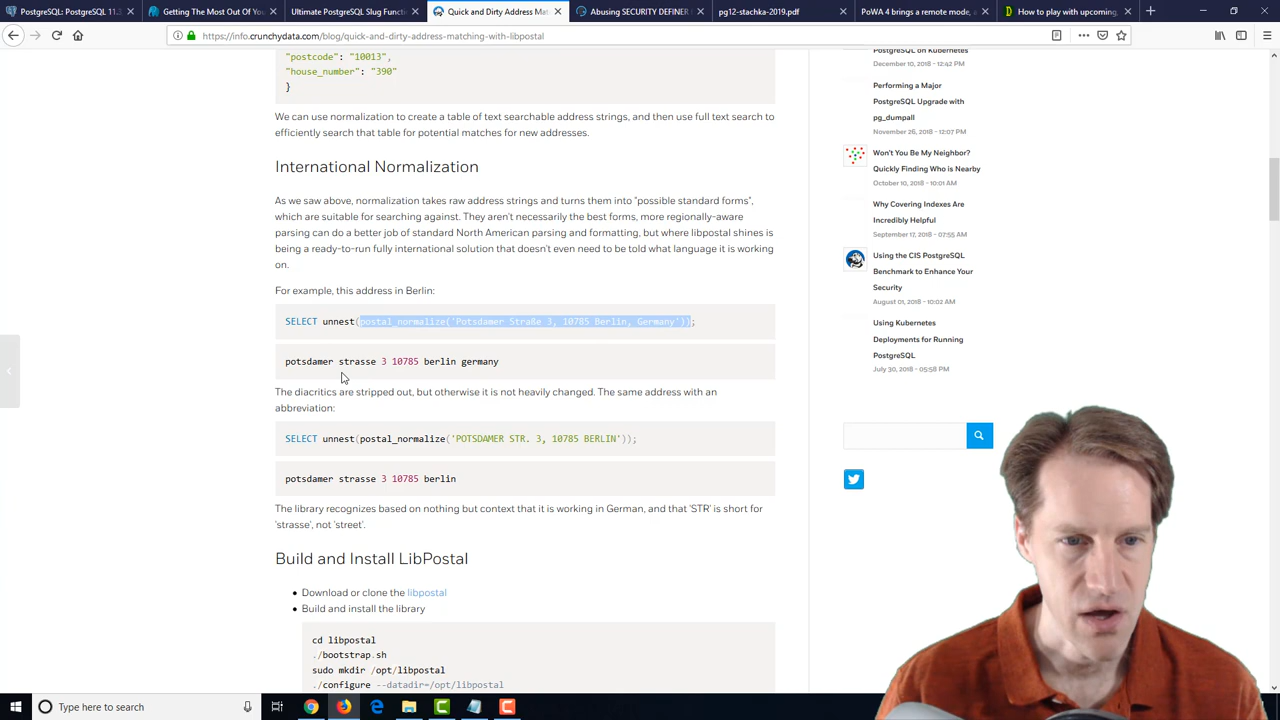 PostgreSQL: PostgreSQL 11.3,
Getting The Most Out Of You
Ultimate PostgreSQL Slug Functi
Quick and Dirty Address Mat
Abusing SECURITY DEFINER
pg12-stachka-2019.pdf
PoWA 4 brings a remote mode, a
How to play with upcoming,
https://info.crunchydata.com/blog/quick-and-dirty-address-matching-with-libpostal
"postcode": "10013",
"house_number": "390"
}
We can use normalization to create a table of text searchable address strings, and then use full text search to
efficiently search that table for potential matches for new addresses.
International Normalization
As we saw above, normalization takes raw address strings and turns them into "possible standard forms",
which are suitable for searching against. They aren't necessarily the best forms, more regionally-aware
parsing can do a better job of standard North American parsing and formatting, but where libpostal shines is
being a ready-to-run fully international solution that doesn't even need to be told what language it is working
on.
For example, this address in Berlin:
SELECT unnest(postal_normalize('Potsdamer Straße 3, 10785 Berlin, Germany'));
potsdamer strasse 3 10785 berlin germany
The diacritics are stripped out, but otherwise it is not heavily changed. The same address with an
abbreviation:
SELECT unnest(postal_normalize('POTSDAMER STR. 3, 10785 BERLIN'));
potsdamer strasse 3 10785 berlin
The library recognizes based on nothing but context that it is working in German, and that 'STR' is short for
'strasse', not 'street'.
Build and install LibPostal
Download or clone the libpostal
Build and install the library
cd libpostal
./bootstrap.sh
sudo mkdir /opt/libpostal
./configure --datadir=/opt/libpostal
PostgreSQL on Kubernetes
December 10, 2018 - 12:42 PM
Performing a Major
PostgreSQL Upgrade with
pg_dumpall
November 26, 2018 - 12:07 PM
Won't You Be My Neighbor?
Quickly Finding Who is Nearby
October 10, 2018 - 10:01 AM
Why Covering Indexes Are
Incredibly Helpful
September 17, 2018 - 07:55 AM
Using the CIS PostgreSQL
Benchmark to Enhance Your
Security
August 01, 2018 - 10:02 AM
Using Kubernetes
Deployments for Running
PostgreSQL
July 30, 2018 - 05:58 PM
Type here to search